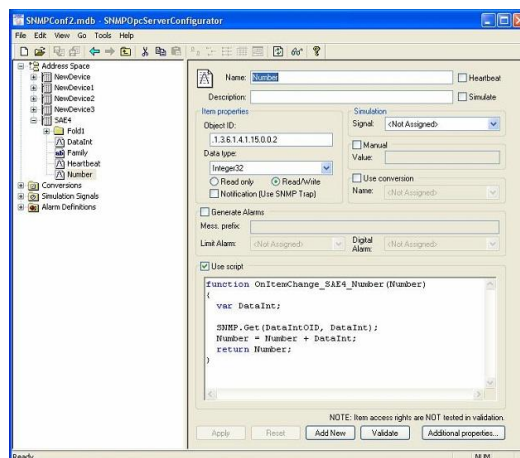 SNMPConf2.mdb - SNMPOpcServerConfigurator
File Edit View Go Tools Help
Address Space
NewDevice
NewDevice1
NewDevice2
NewDevice3
SAE4
Fold1
DataInt
Family
Heartbeat
Number
Conversions
Simulation Signals
Alarm Definitions
Name: Number
Heartbeat
Description:
Simulate
Item properties
Object ID:
.1.3.6.1.4.1.15.0.0.2
Data type:
Integer32
Read only Read/Write
Notification (Use SNMP Trap)
Simulation
Signal: <Not Assigned>
Manual
Value:
Use conversion
Name: <Not Assigned>
Generate Alarms
Mess. prefix:
Limit Alarm: <Not Assigned>
Digital Alarm: <Not Assigned>
Use script
function OnItemChange_SAE4_Number(Number)
{
var DataInt;
SNMP.Get(DataIntOID, DataInt);
Number = Number + DataInt;
return Number;
}
NOTE: Item access rights are NOT tested in validation.
Apply Reset Add New Validate Additional properties...
Ready NUM